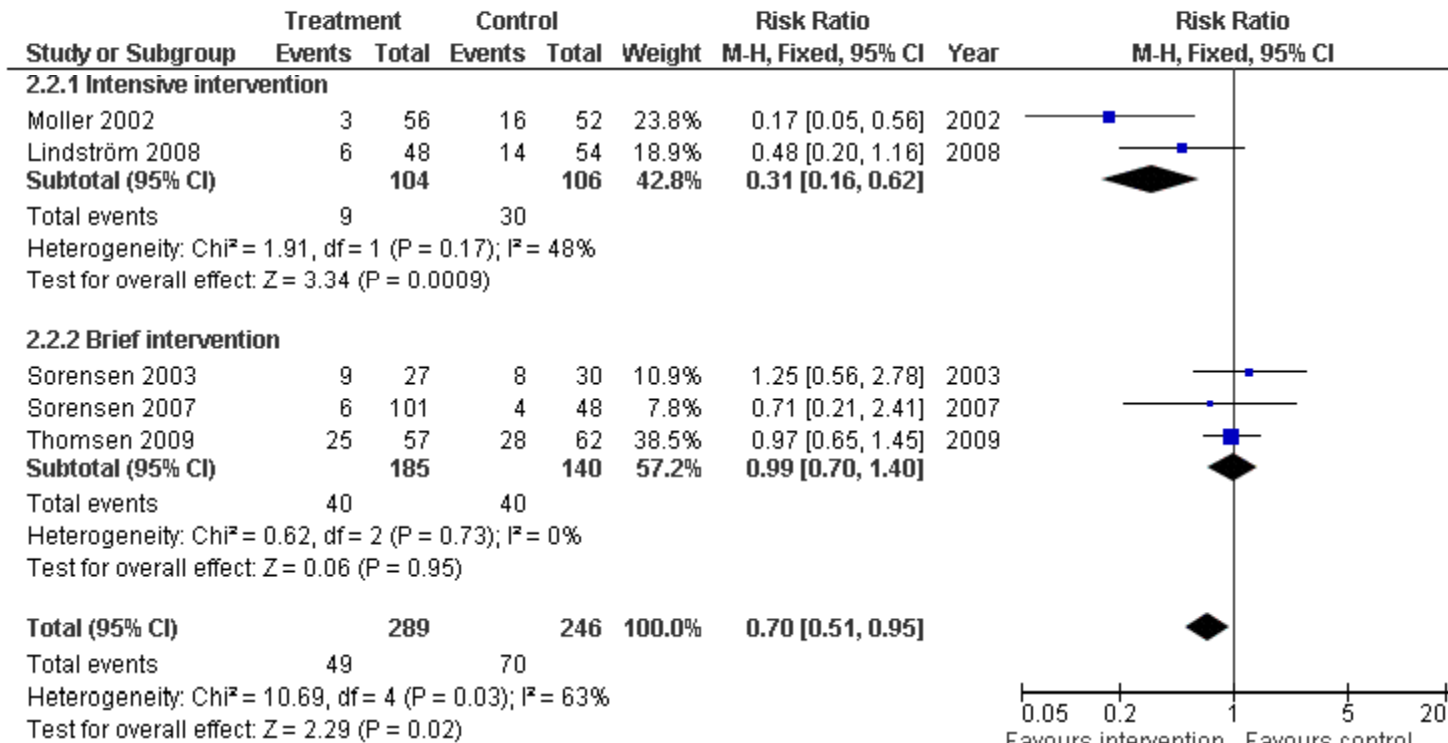 Treatment Control Risk Ratio Risk Ratio
Study or Subgroup Events Total Events Total Weight M-H, Fixed, 95% CI Year M-H, Fixed, 95% CI
2.2.1 Intensive intervention
Moller 2002 3 56 16 52 23.8% 0.17 [0.05, 0.56] 2002
Lindström 2008 6 48 14 54 18.9% 0.48 [0.20, 1.16] 2008
Subtotal (95% CI) 104 106 42.8% 0.31 [0.16, 0.62]
Total events 9 30
Heterogeneity: Chi² = 1.91, df = 1 (P = 0.17); I² = 48%
Test for overall effect: Z = 3.34 (P = 0.0009)
2.2.2 Brief intervention
Sorensen 2003 9 27 8 30 10.9% 1.25 [0.56, 2.78] 2003
Sorensen 2007 6 101 4 48 7.8% 0.71 [0.21, 2.41] 2007
Thomsen 2009 25 57 28 62 38.5% 0.97 [0.65, 1.45] 2009
Subtotal (95% CI) 185 140 57.2% 0.99 [0.70, 1.40]
Total events 40 40
Heterogeneity: Chi² = 0.62, df = 2 (P = 0.73); I² = 0%
Test for overall effect: Z = 0.06 (P = 0.95)
Total (95% CI) 289 246 100.0% 0.70 [0.51, 0.95]
Total events 49 70
Heterogeneity: Chi² = 10.69, df = 4 (P = 0.03); I² = 63%
Test for overall effect: Z = 2.29 (P = 0.02)
0.05 0.2 1 5 20
Favours intervention Favours control